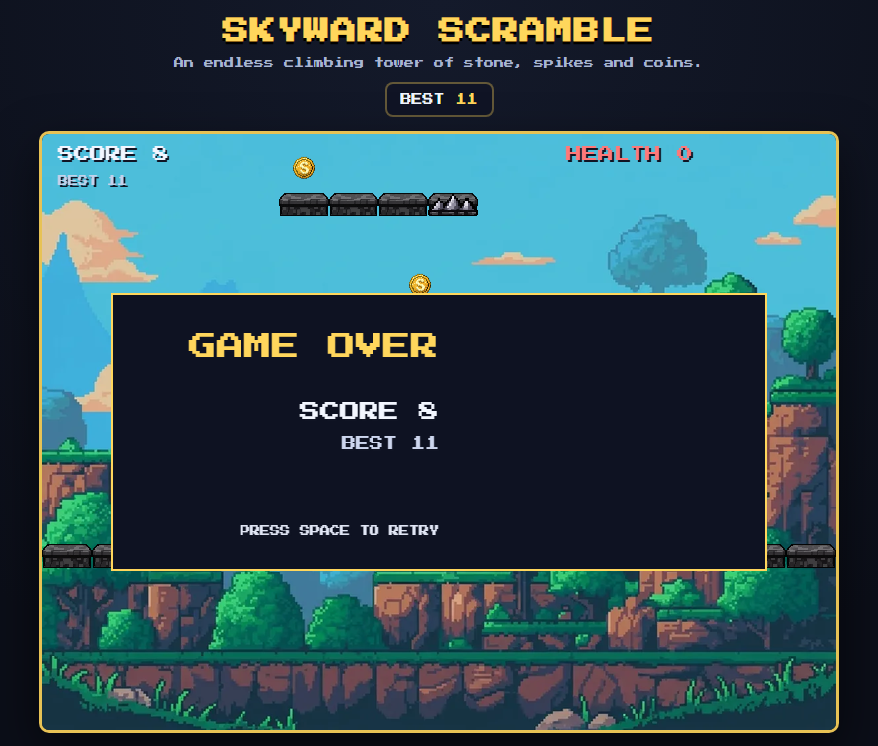 SKYWARD SCRAMBLE
An endless climbing tower of stone, spikes and coins.
BEST 11
SCORE 8
HEALTH 0
BEST 11
GAME OVER
SCORE 8
BEST 11
PRESS SPACE TO RETRY